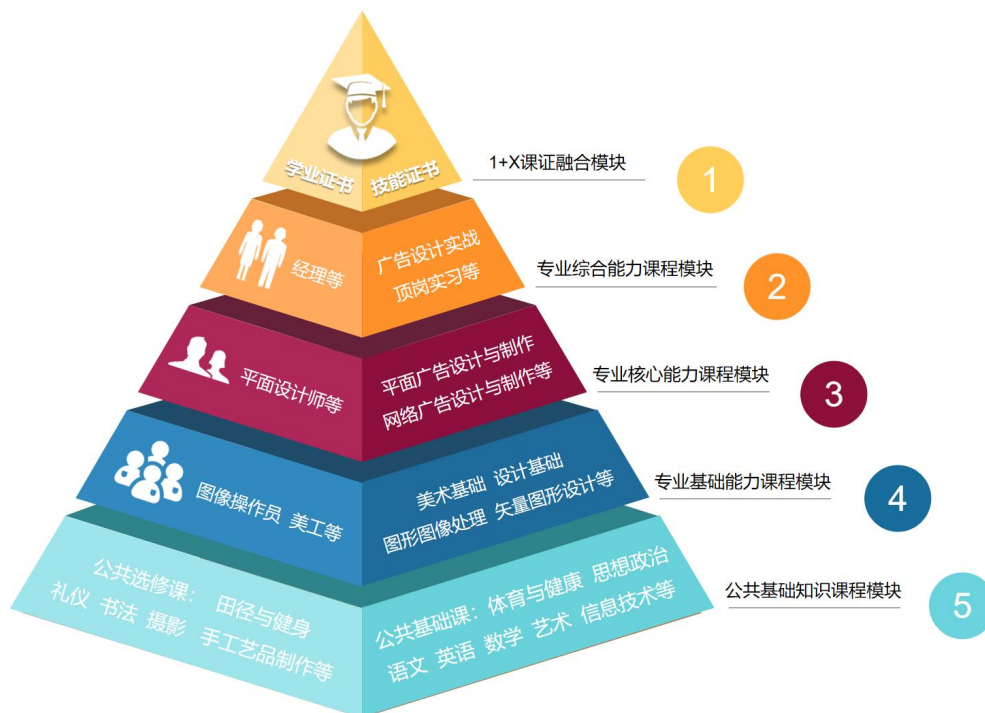 学业证书 技能证书
1+X课证融合模块
1
经理等
广告设计实战
顶岗实习等
专业综合能力课程模块
2
平面设计师等
平面广告设计与制作
网络广告设计与制作等
专业核心能力课程模块
3
图像操作员 美工等
美术基础 设计基础
图形图像处理 矢量图形设计等
专业基础能力课程模块
4
公共选修课： 田径与健身
礼仪 书法 摄影 手工艺品制作等
公共基础课：体育与健康 思想政治
语文 英语 数学 艺术 信息技术等
公共基础知识课程模块
5